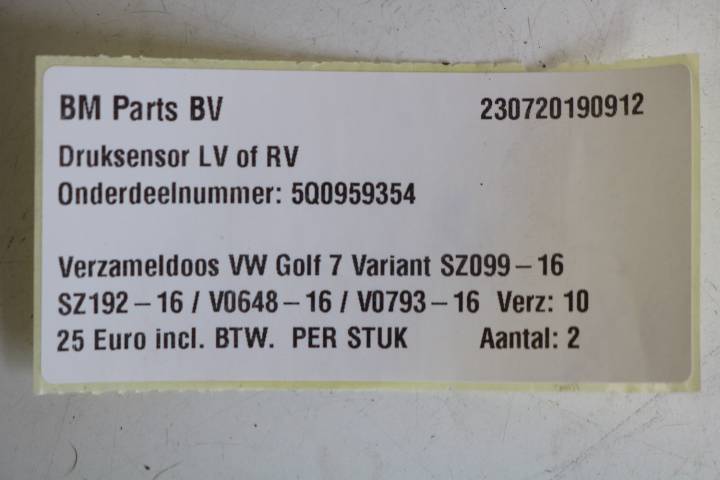 BM Parts BV 230720190912
Druksensor LV of RV
Onderdeelnummer: 5Q0959354
Verzameldoos VW Golf 7 Variant SZ099-16
SZ192-16 / V0648-16 / V0793-16 Verz: 10
25 Euro incl. BTW. PER STUK Aantal: 2